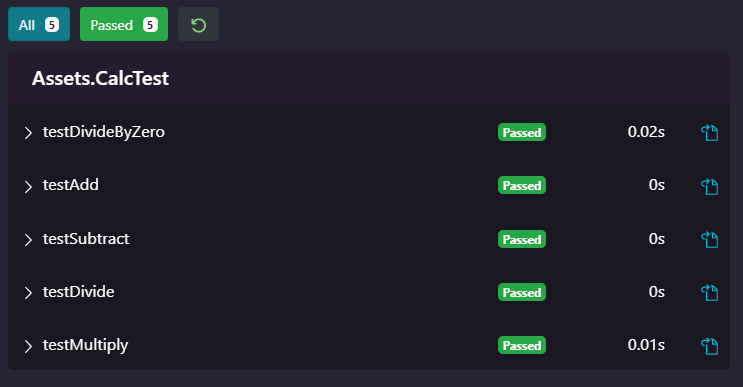 All 5 Passed 5
Assets.CalcTest
testDivideByZero Passed 0.02s
testAdd Passed 0s
testSubtract Passed 0s
testDivide Passed 0s
testMultiply Passed 0.01s